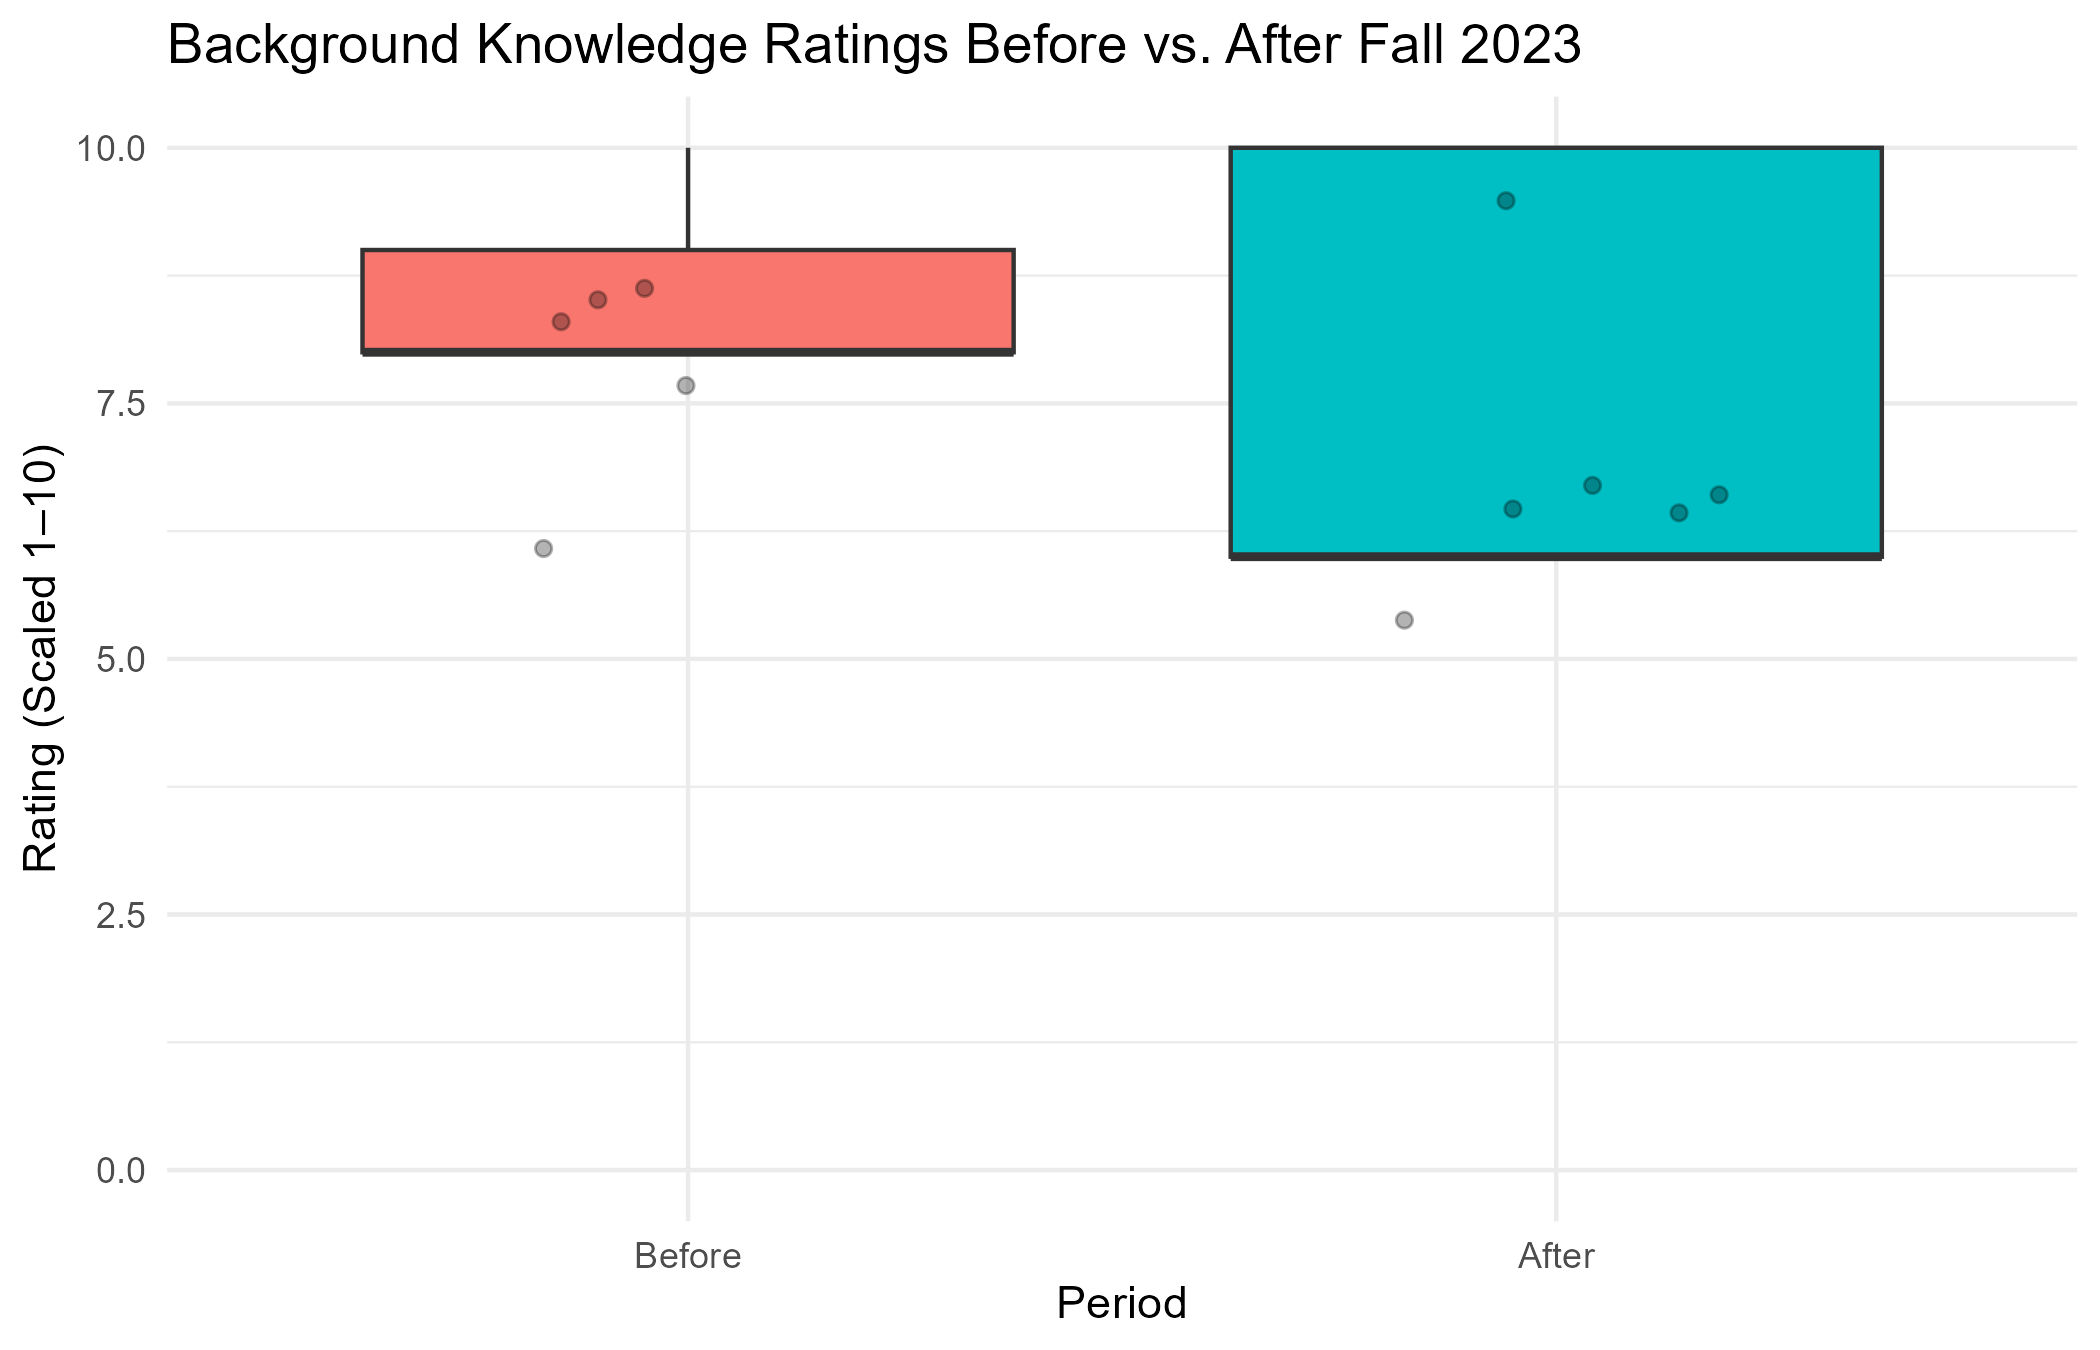 Background Knowledge Ratings Before vs. After Fall 2023
Rating (Scaled 1–10)
10.0
7.5
5.0
2.5
0.0
Before
After
Period